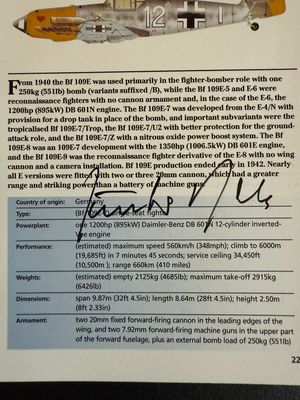 12
From 1940 the Bf 109E was used primarily in the fighter-bomber role with one
250kg (551lb) bomb (variants suffixed /B), while the Bf 109E-5 and E-6 were
reconnaissance fighters with no cannon armament and, in the case of the E-6, the
1200hp (895kW) DB 601N engine. The Bf 109E-7 was developed from the E-4/N with
provision for a drop tank in place of the bomb, and important subvariants were the
tropicalised Bf 109E-7/Trop, the Bf 109E-7/U2 with better protection for the ground-
attack role, and the Bf 109E-7/Z with a nitrous oxide power boost system. The Bf
109E-8 was an 109E-7 development with the 1350hp (1006.5kW) DB 601E engine,
and the Bf 109E-9 was the reconnaissance fighter derivative of the E-8 with no wing
cannon and a camera installation. Bf 109E production ended early in 1942. Nearly
all E versions were fitted with two or three 20mm cannon, which had a greater
range and striking power than a battery of machine guns.
Country of origin: Germany
Type: (Bf 109E-7) single-seat fighter
Powerplant: one 1200hp (895kW) Daimler-Benz DB 601N 12-cylinder inverted-
vee engine
Performance: (estimated) maximum speed 560km/h (348mph); climb to 6000m
(19,685ft) in 7 minutes 45 seconds; service ceiling 34,450ft
(10,500m); range 660km (410 miles)
Weights: (estimated) empty 2125kg (4685lb); maximum take-off 2915kg
(6426lb)
Dimensions: span 9.87m (32ft 4.5in); length 8.64m (28ft 4.5in); height 2.50m
(8ft 2.33in)
Armament: two 20mm fixed forward-firing cannon in the leading edges of the
wing, and two 7.92mm forward-firing machine guns in the upper part
of the forward fuselage, plus an external bomb load of 250kg (551lb)
22